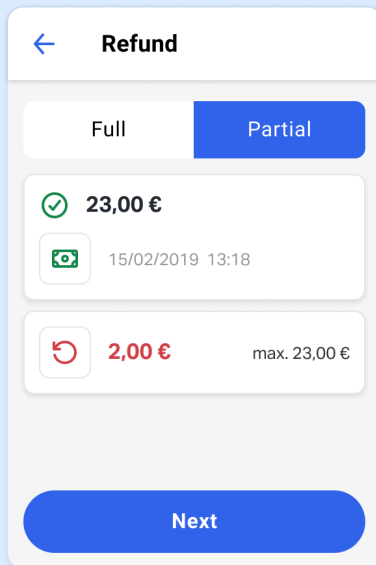 Refund
Full Partial
23,00 €
15/02/2019 13:18
2,00 € max. 23,00 €
Next